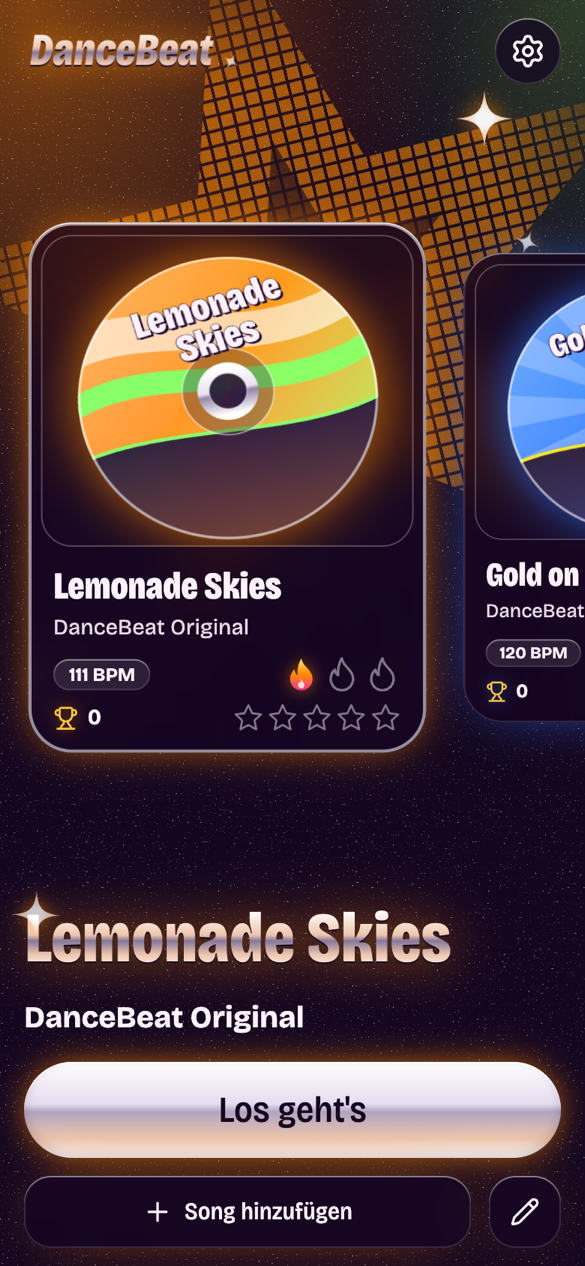 DanceBeat
Lemonade
Skies
Lemonade Skies
DanceBeat Original
111 BPM
0
Gol
Gold on
DanceBeat
120 BPM
0
Lemonade Skies
DanceBeat Original
Los geht's
Song hinzufügen